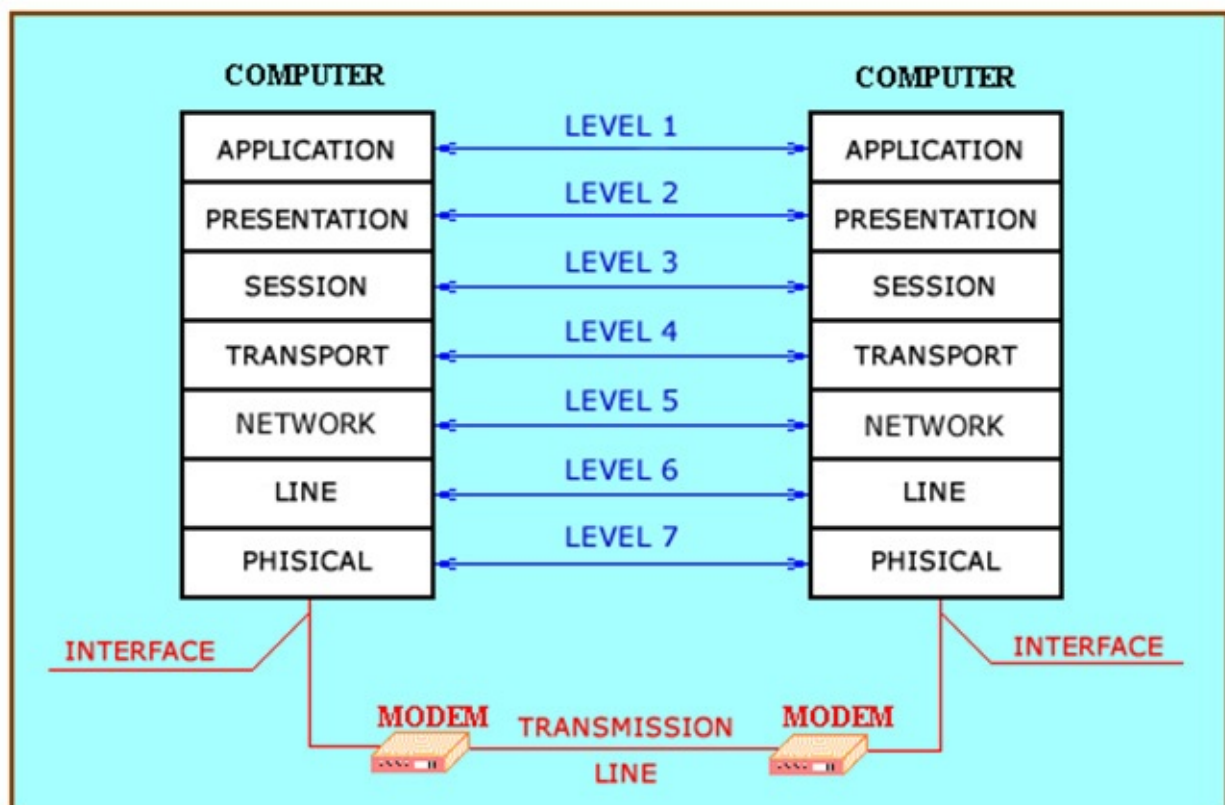 COMPUTER COMPUTER
APPLICATION LEVEL 1 APPLICATION
PRESENTATION LEVEL 2 PRESENTATION
SESSION LEVEL 3 SESSION
TRANSPORT LEVEL 4 TRANSPORT
NETWORK LEVEL 5 NETWORK
LINE LEVEL 6 LINE
PHISICAL LEVEL 7 PHISICAL
INTERFACE INTERFACE
MODEM TRANSMISSION MODEM
LINE